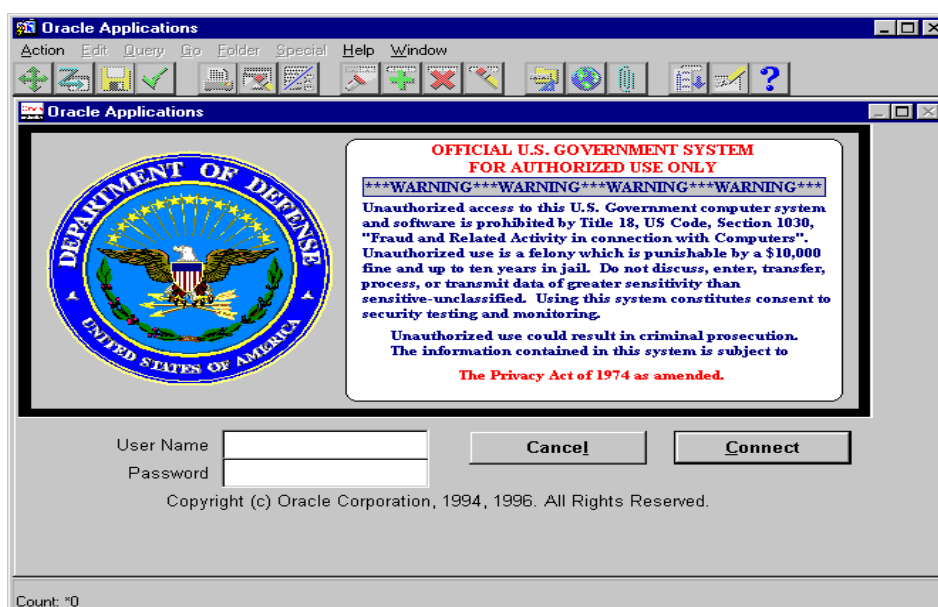 Oracle Applications
Action Edit Query Go Folder Special Help Window
Oracle Applications
DEPARTMENT OF DEFENSE
UNITED STATES OF AMERICA
OFFICIAL U.S. GOVERNMENT SYSTEM
FOR AUTHORIZED USE ONLY
***WARNING***WARNING***WARNING***WARNING***
Unauthorized access to this U.S. Government computer system
and software is prohibited by Title 18, US Code, Section 1030,
"Fraud and Related Activity in connection with Computers".
Unauthorized use is a felony which is punishable by a $10,000
fine and up to ten years in jail. Do not discuss, enter, transfer,
process, or transmit data of greater sensitivity than
sensitive-unclassified. Using this system constitutes consent to
security testing and monitoring.
Unauthorized use could result in criminal prosecution.
The information contained in this system is subject to
The Privacy Act of 1974 as amended.
User Name
Cancel Connect
Password
Copyright (c) Oracle Corporation, 1994, 1996. All Rights Reserved.
Count: *0